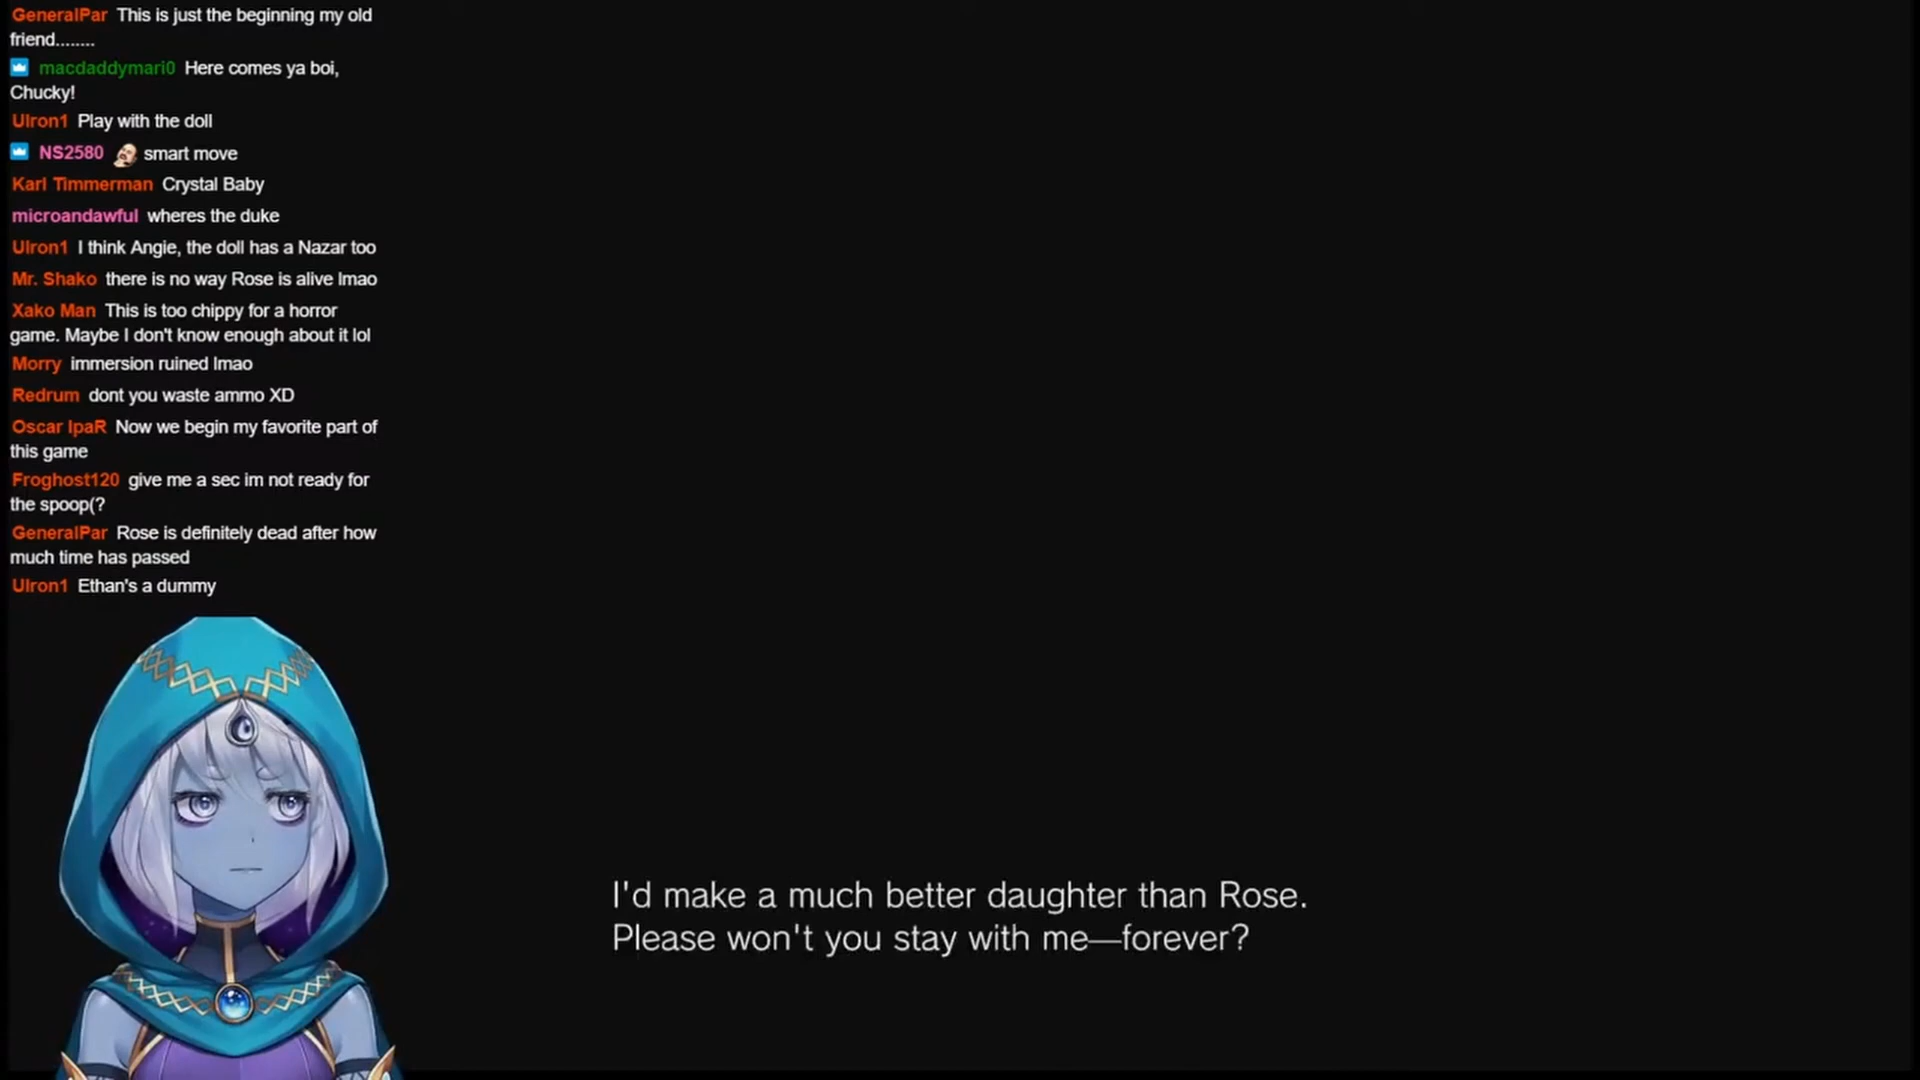 GeneralPar This is just the beginning my old
friend........
macdaddymari0 Here comes ya boi,
Chucky!
Ulron1 Play with the doll
NS2580 smart move
Karl Timmerman Crystal Baby
microandawful wheres the duke
Ulron1 I think Angie, the doll has a Nazar too
Mr. Shako there is no way Rose is alive lmao
Xako Man This is too chippy for a horror
game. Maybe I don't know enough about it lol
Morry immersion ruined lmao
Redrum dont you waste ammo XD
Oscar IpaR Now we begin my favorite part of
this game
Froghost120 give me a sec im not ready for
the spoop(?
GeneralPar Rose is definitely dead after how
much time has passed
Ulron1 Ethan's a dummy
I'd make a much better daughter than Rose.
Please won't you stay with me—forever?